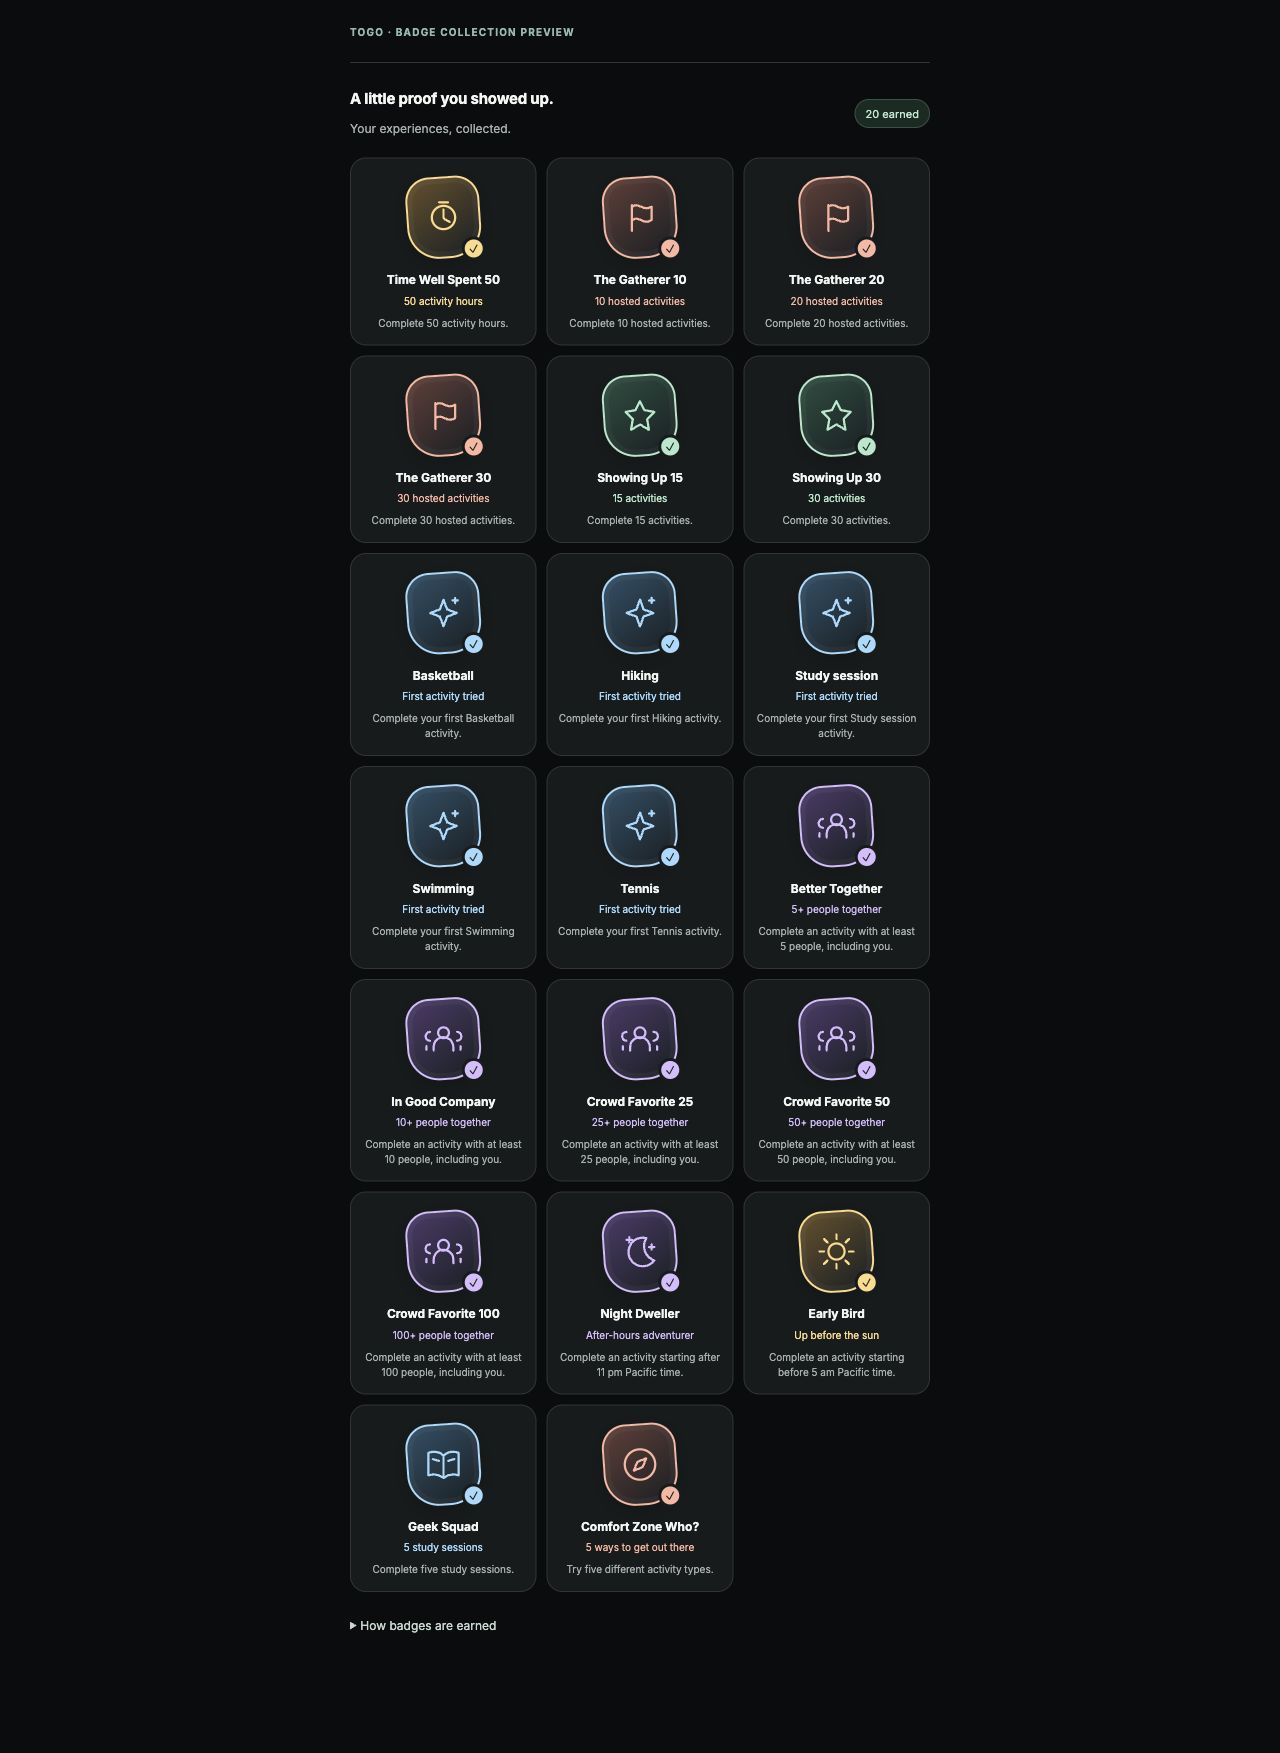 TOGO · BADGE COLLECTION PREVIEW
A little proof you showed up.
Your experiences, collected.
20 earned
Time Well Spent 50
50 activity hours
Complete 50 activity hours.
The Gatherer 10
10 hosted activities
Complete 10 hosted activities.
The Gatherer 20
20 hosted activities
Complete 20 hosted activities.
The Gatherer 30
30 hosted activities
Complete 30 hosted activities.
Showing Up 15
15 activities
Complete 15 activities.
Showing Up 30
30 activities
Complete 30 activities.
Basketball
First activity tried
Complete your first Basketball
activity.
Hiking
First activity tried
Complete your first Hiking activity.
Study session
First activity tried
Complete your first Study session
activity.
Swimming
First activity tried
Complete your first Swimming
activity.
Tennis
First activity tried
Complete your first Tennis activity.
Better Together
5+ people together
Complete an activity with at least
5 people, including you.
In Good Company
10+ people together
Complete an activity with at least
10 people, including you.
Crowd Favorite 25
25+ people together
Complete an activity with at least
25 people, including you.
Crowd Favorite 50
50+ people together
Complete an activity with at least
50 people, including you.
Crowd Favorite 100
100+ people together
Complete an activity with at least
100 people, including you.
Night Dweller
After-hours adventurer
Complete an activity starting after
11 pm Pacific time.
Early Bird
Up before the sun
Complete an activity starting
before 5 am Pacific time.
Geek Squad
5 study sessions
Complete five study sessions.
Comfort Zone Who?
5 ways to get out there
Try five different activity types.
How badges are earned